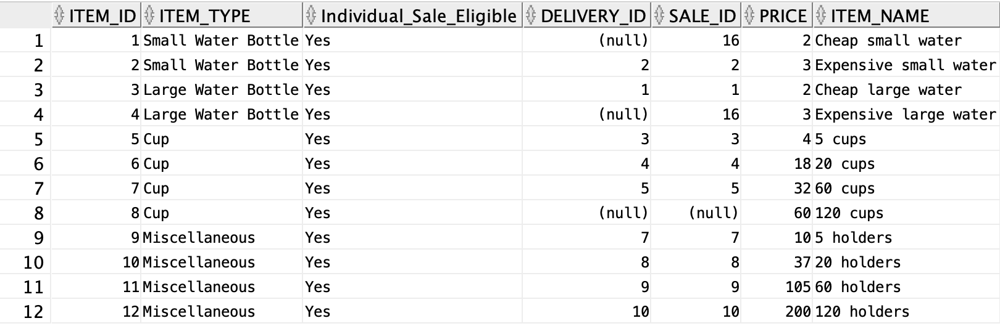 ITEM_ID ITEM_TYPE Individual_Sale_Eligible DELIVERY_ID SALE_ID PRICE ITEM_NAME
1 1 Small Water Bottle Yes (null) 16 2 Cheap small water
2 2 Small Water Bottle Yes 2 2 3 Expensive small water
3 3 Large Water Bottle Yes 1 1 2 Cheap large water
4 4 Large Water Bottle Yes (null) 16 3 Expensive large water
5 5 Cup Yes 3 3 4 5 cups
6 6 Cup Yes 4 4 18 20 cups
7 7 Cup Yes 5 5 32 60 cups
8 8 Cup Yes (null) (null) 60 120 cups
9 9 Miscellaneous Yes 7 7 10 5 holders
10 10 Miscellaneous Yes 8 8 37 20 holders
11 11 Miscellaneous Yes 9 9 105 60 holders
12 12 Miscellaneous Yes 10 10 200 120 holders